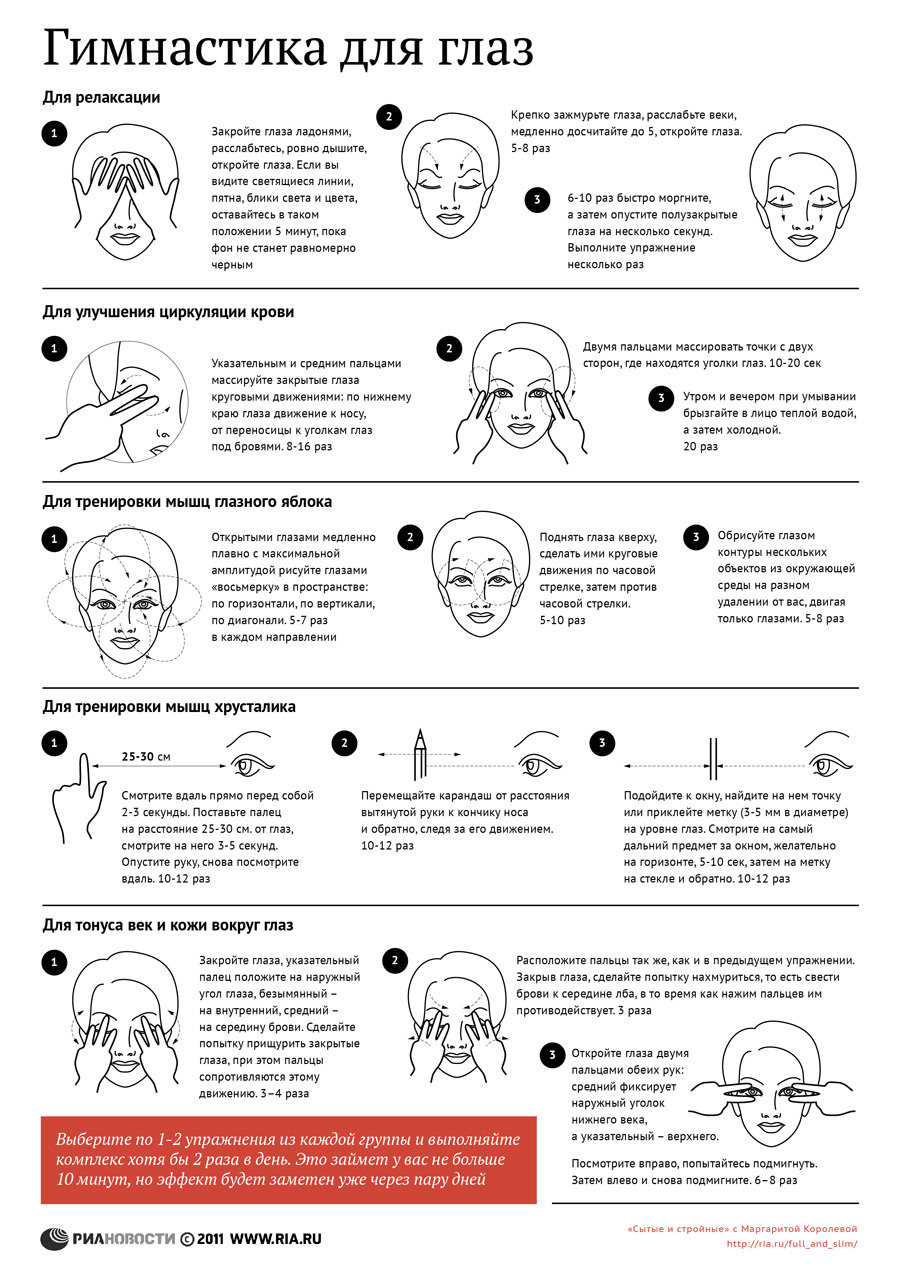 Гимнастика для глаз
Для релаксации
1
Закройте глаза ладонями,
расслабьтесь, ровно дышите,
откройте глаза. Если вы
видите светящиеся линии,
пятна, блики света и цвета,
оставайтесь в таком
положении 5 минут, пока
фон не станет равномерно
черным
2
Крепко зажмурьте глаза, расслабьте веки,
медленно досчитайте до 5, откройте глаза.
5-8 раз
3
6-10 раз быстро моргните,
а затем опустите полузакрытые
глаза на несколько секунд.
Выполните упражнение
несколько раз
Для улучшения циркуляции крови
1
Указательным и средним пальцами
массируйте закрытые глаза
круговыми движениями: по нижнему
краю глаза движение к носу,
от переносицы к уголкам глаз
под бровями. 8-16 раз
2
Двумя пальцами массировать точки с двух
сторон, где находятся уголки глаз. 10-20 сек
3
Утром и вечером при умывании
брызгайте в лицо теплой водой,
а затем холодной.
20 раз
Для тренировки мышц глазного яблока
1
Открытыми глазами медленно
плавно с максимальной
амплитудой рисуйте глазами
«восьмерку» в пространстве:
по горизонтали, по вертикали,
по диагонали. 5-7 раз
в каждом направлении
2
Поднять глаза кверху,
сделать ими круговые
движения по часовой
стрелке, затем против
часовой стрелки.
5-10 раз
3
Обрисуйте глазом
контуры нескольких
объектов из окружающей
среды на разном
удалении от вас, двигая
только глазами. 5-8 раз
Для тренировки мышц хрусталика
1
25-30 см
Смотрите вдаль прямо перед собой
2-3 секунды. Поставьте палец
на расстояние 25-30 см. от глаз,
смотрите на него 3-5 секунд.
Опустите руку, снова посмотрите
вдаль. 10-12 раз
2
Перемещайте карандаш от расстояния
вытянутой руки к кончику носа
и обратно, следя за его движением.
10-12 раз
3
Подойдите к окну, найдите на нем точку
или приклейте метку (3-5 мм в диаметре)
на уровне глаз. Смотрите на самый
дальний предмет за окном, желательно
на горизонте, 5-10 сек, затем на метку
на стекле и обратно. 10-12 раз
Для тонуса век и кожи вокруг глаз
1
Закройте глаза, указательный
палец положите на наружный
угол глаза, безымянный –
на внутренний, средний –
на середину брови. Сделайте
попытку прищурить закрытые
глаза, при этом пальцы
сопротивляются этому
движению. 3–4 раза
2
Расположите пальцы так же, как и в предыдущем упражнении.
Закрыв глаза, сделайте попытку нахмуриться, то есть свести
брови к середине лба, в то время как нажим пальцев им
противодействует. 3 раза
3
Откройте глаза двумя
пальцами обеих рук:
средний фиксирует
наружный уголок
нижнего века,
а указательный – верхнего.
Посмотрите вправо, попытайтесь подмигнуть.
Затем влево и снова подмигните. 6–8 раз
Выберите по 1-2 упражнения из каждой группы и выполняйте
комплекс хотя бы 2 раза в день. Это займет у вас не больше
10 минут, но эффект будет заметен уже через пару дней
РИАНОВОСТИ © 2011 WWW.RIA.RU
«Сытые и стройные» с Маргаритой Королевой
http://ria.ru/full_and_slim/